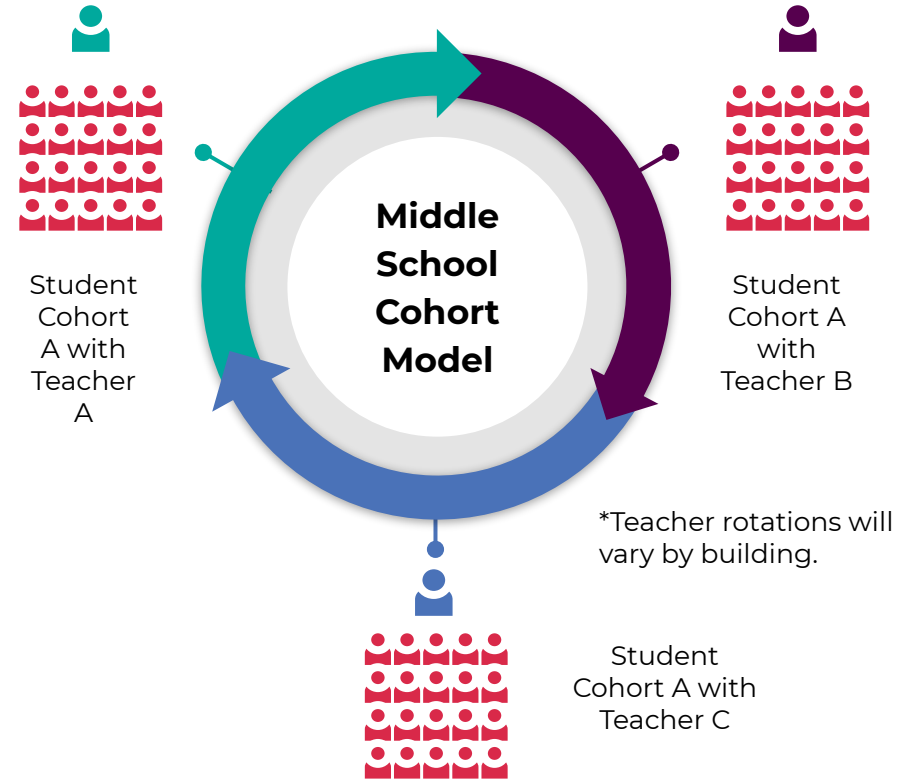 Middle
School
Cohort
Model
Student
Cohort
A with
Teacher
A
Student
Cohort A
with
Teacher B
*Teacher rotations will
vary by building.
Student
Cohort A with
Teacher C